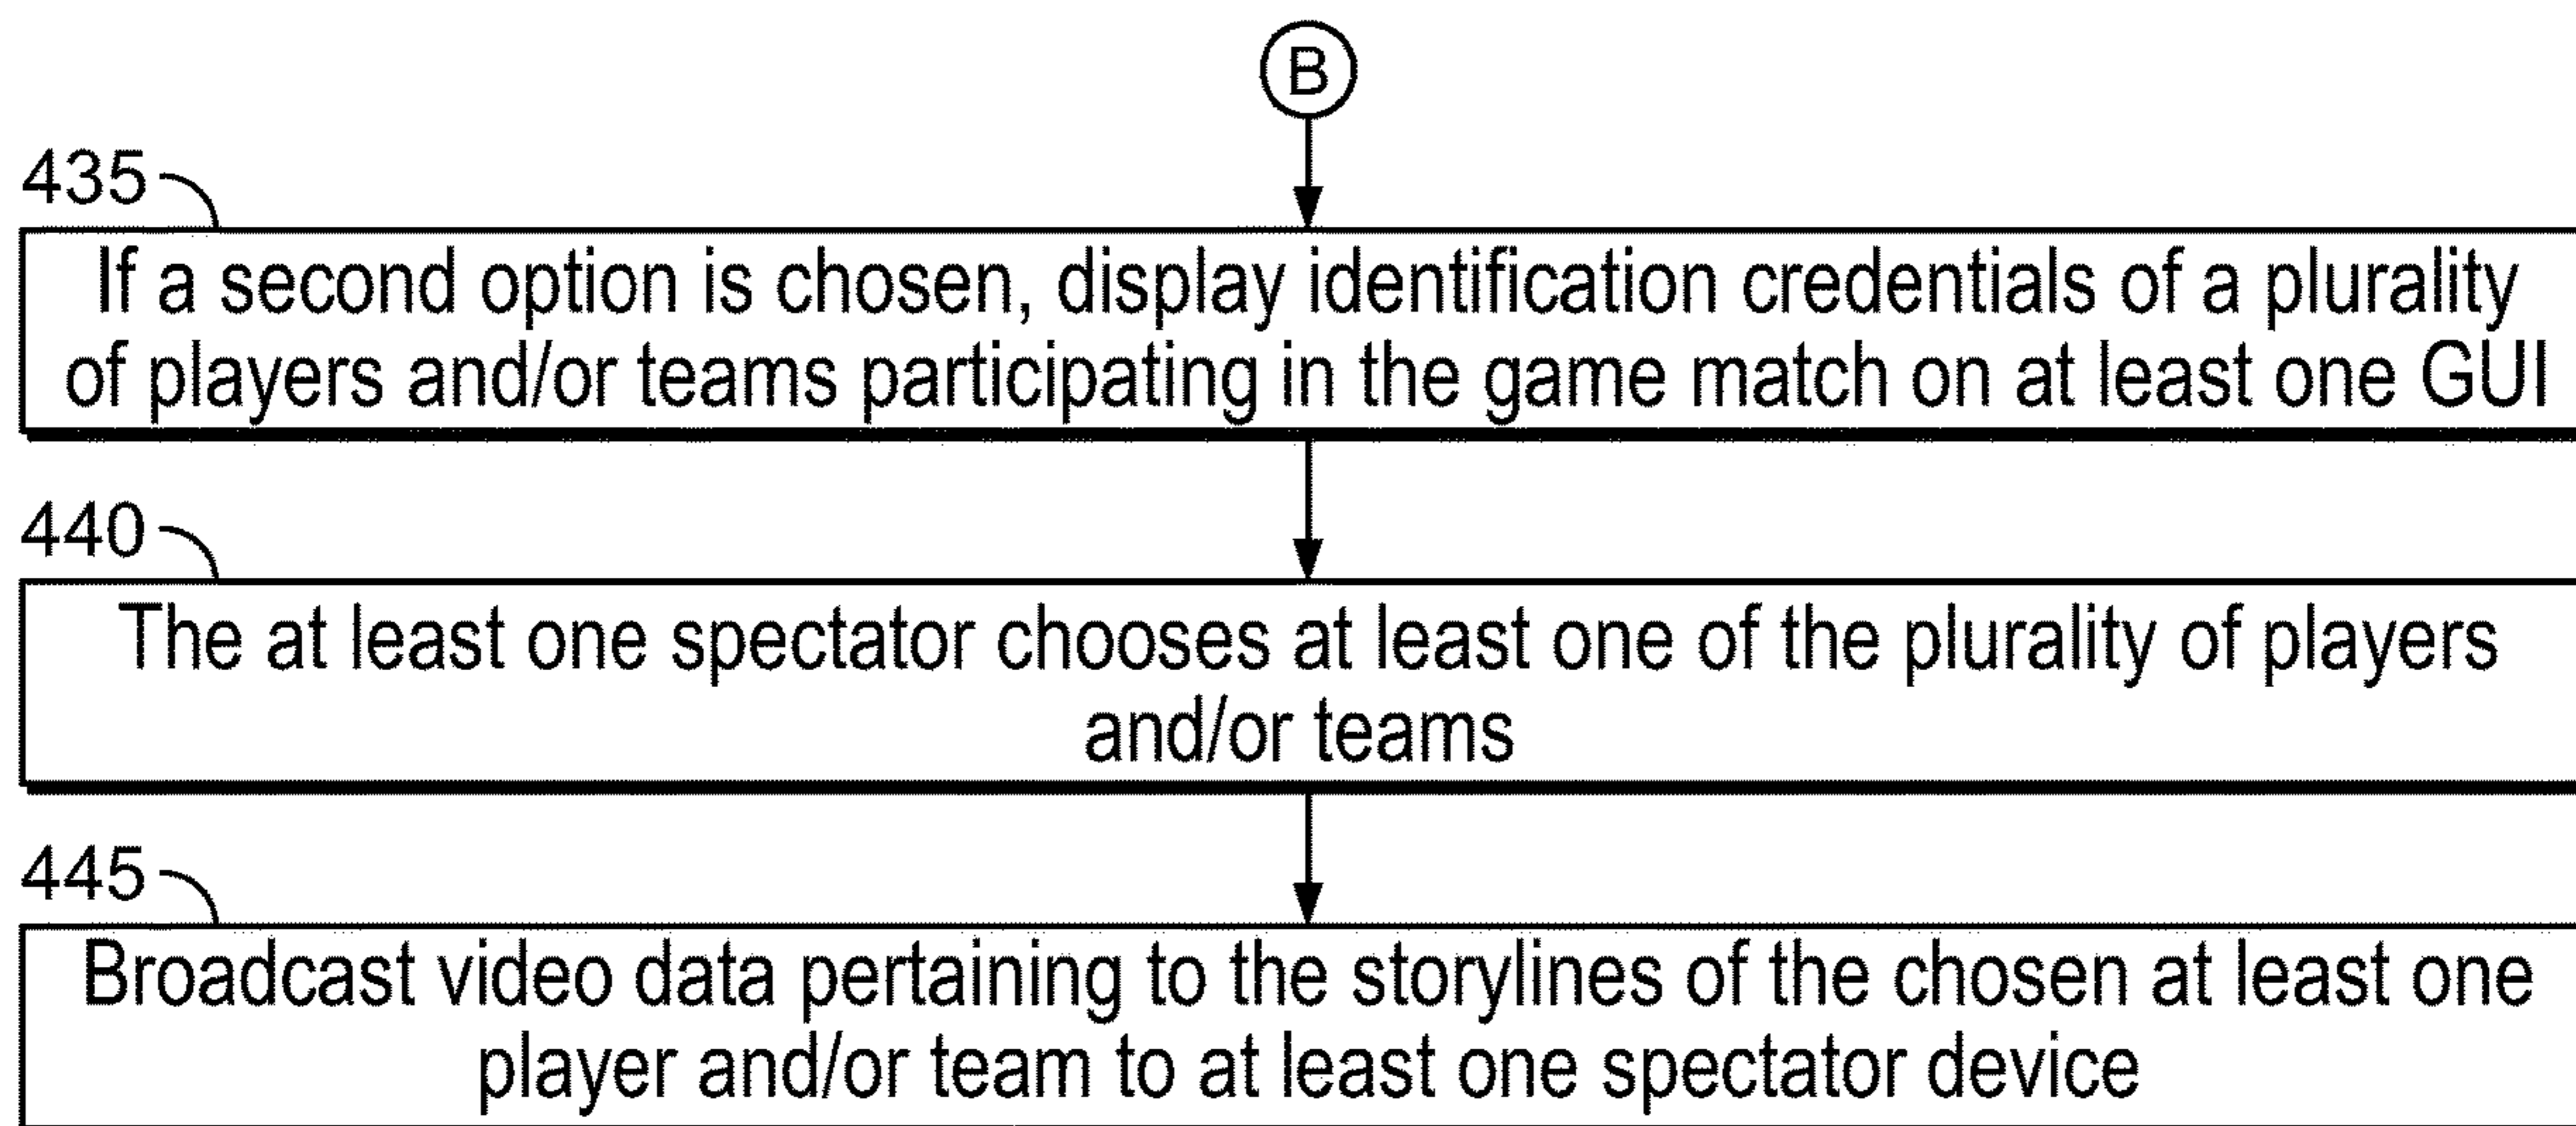 B
435
If a second option is chosen, display identification credentials of a plurality
of players and/or teams participating in the game match on at least one GUI
440
The at least one spectator chooses at least one of the plurality of players
and/or teams
445
Broadcast video data pertaining to the storylines of the chosen at least one
player and/or team to at least one spectator device